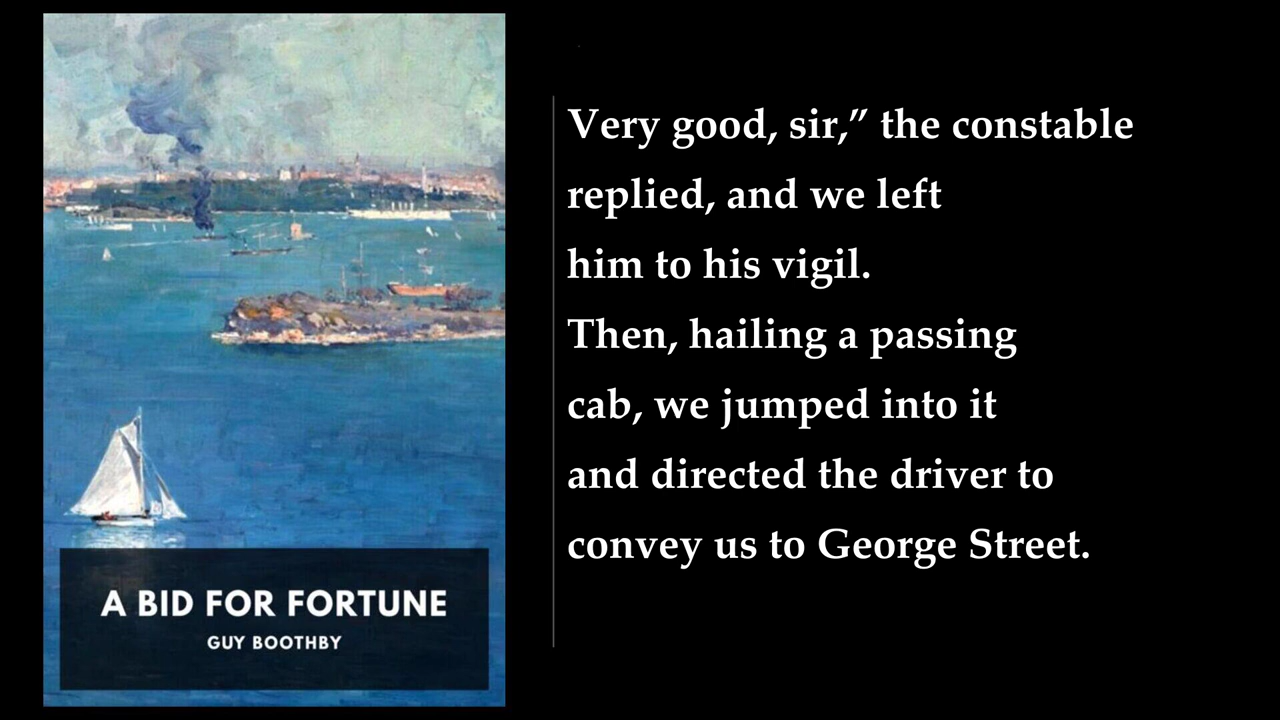 Very good, sir,” the constable
replied, and we left
him to his vigil.
Then, hailing a passing
cab, we jumped into it
and directed the driver to
convey us to George Street.
A BID FOR FORTUNE
GUY BOOTHBY